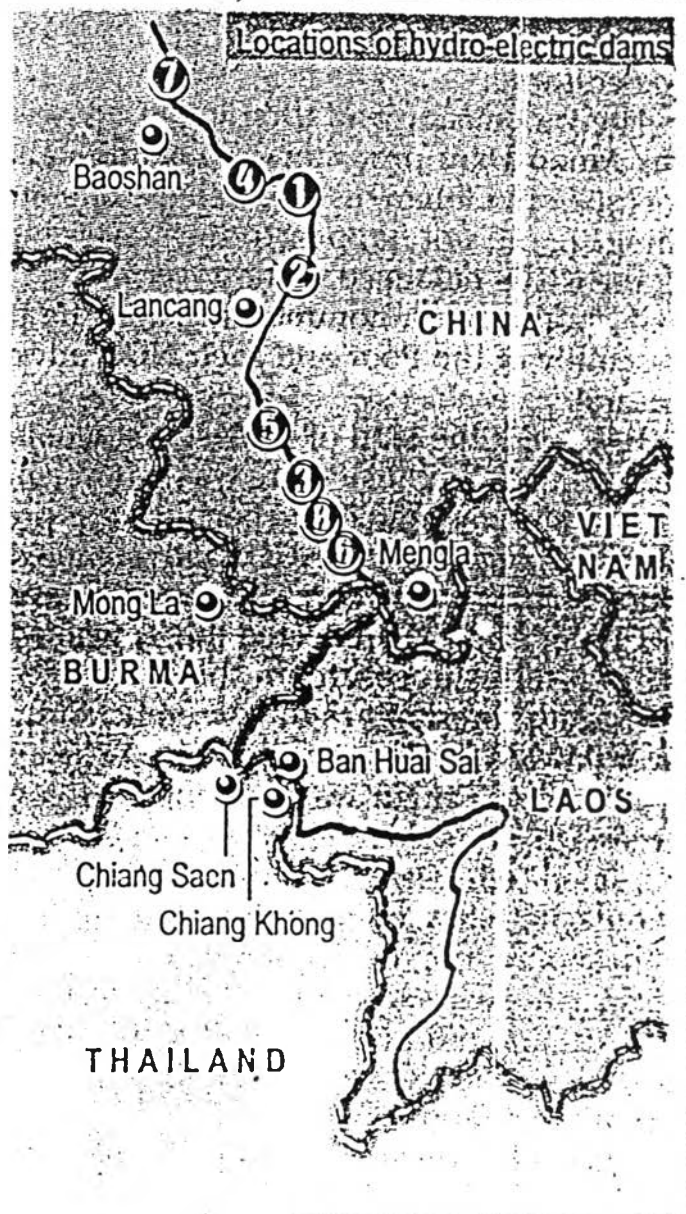 Locations of hydro-electric dams
7
Baoshan
4
1
2
Lancang
CHINA
5
3
8
6
Mengla
VIET
NAM
Mong La
BURMA
Ban Huai Sai
LAOS
Chiang Saen
Chiang Khong
THAILAND